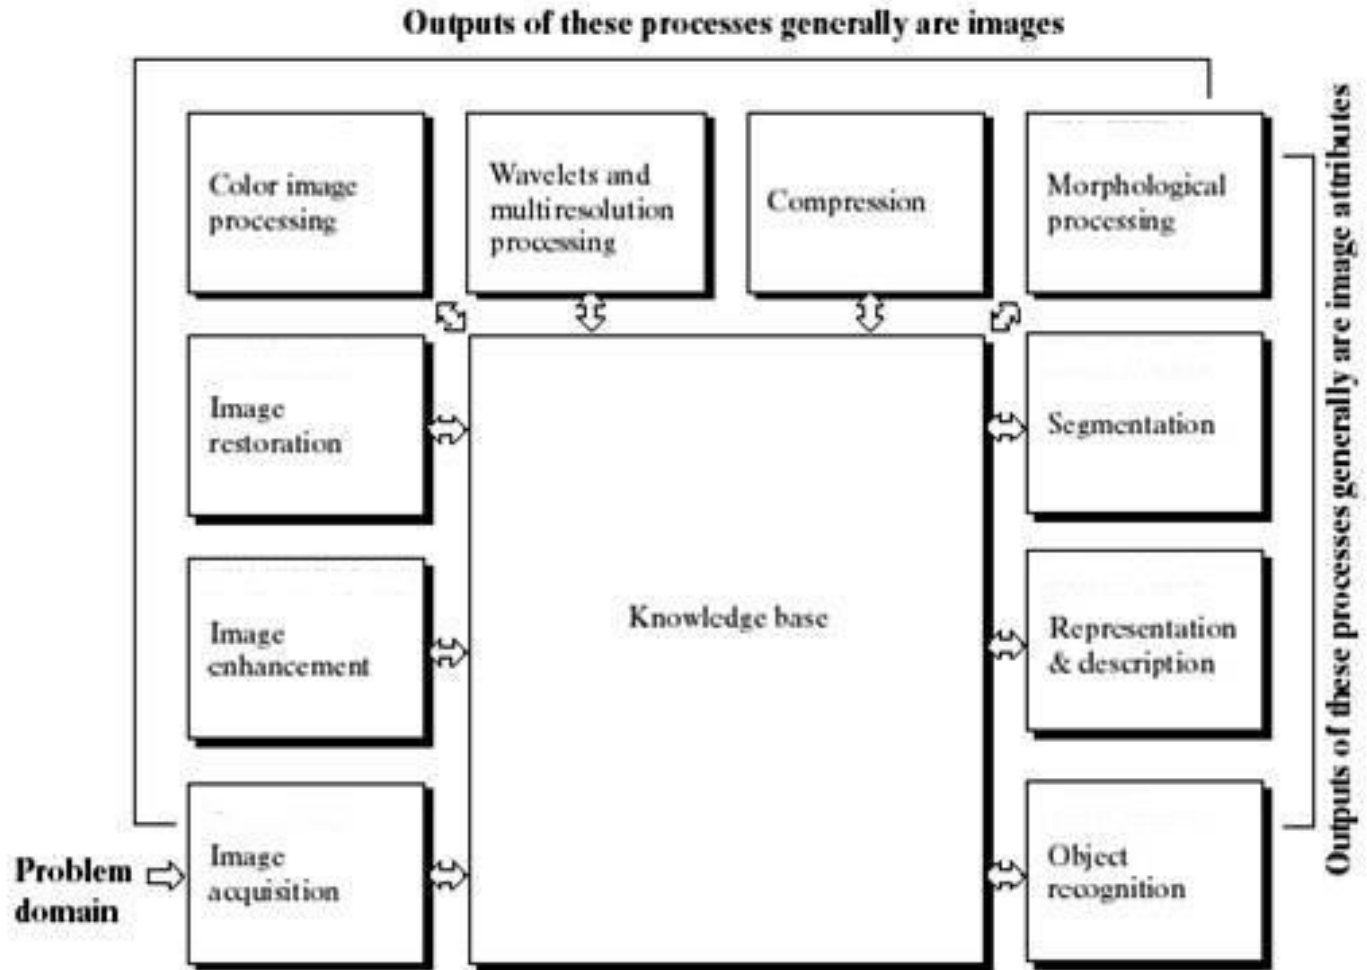 Outputs of these processes generally are images
Color image
processing
Wavelets and
multiresolution
processing
Compression
Morphological
processing
Image
restoration
Segmentation
Image
enhancement
Knowledge base
Representation
& description
Problem
domain
Image
acquisition
Object
recognition
Outputs of these processes generally are image attributes